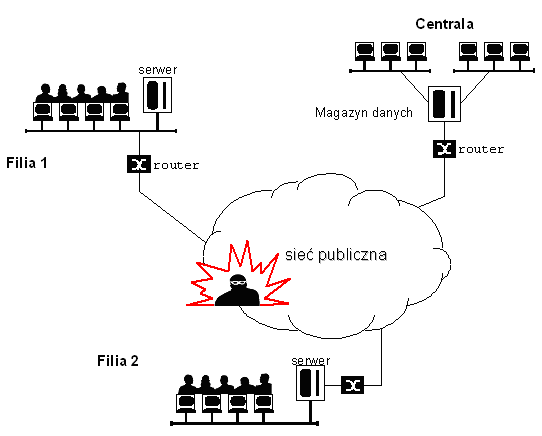 Centrala
serwer
Magazyn danych
router
Filia 1
router
sieć publiczna
Filia 2
serwer